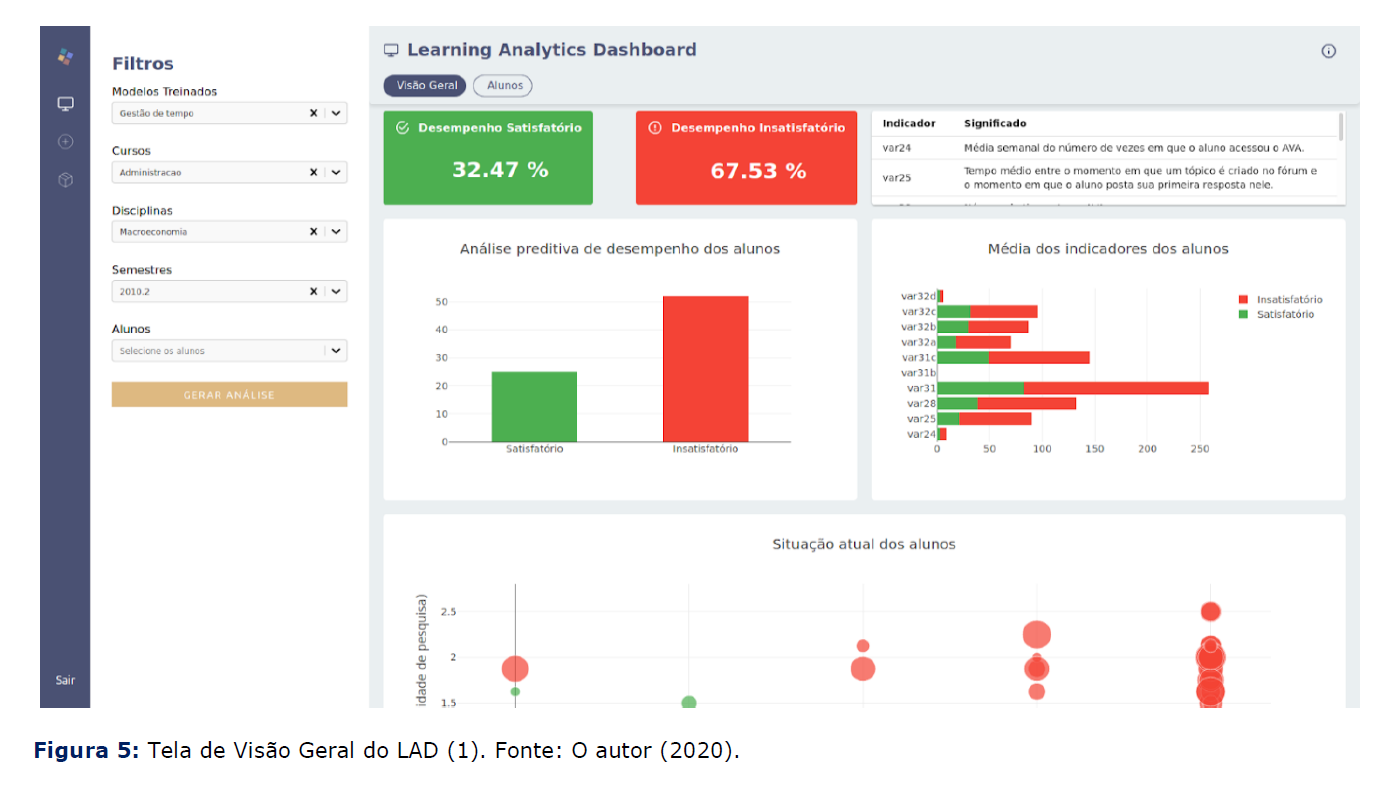 Filtros
Modelos Treinados
Gestão de tempo
Cursos
Administracao
Disciplinas
Macroeconomia
Semestres
2010.2
Alunos
Selecione os alunos
GERAR ANÁLISE
Sair
Learning Analytics Dashboard
Visão Geral
Alunos
Desempenho Satisfatório
32.47 %
Desempenho Insatisfatório
67.53 %
Indicador Significado
var24 Média semanal do número de vezes em que o aluno acessou o AVA.
var25 Tempo médio entre o momento em que um tópico é criado no fórum e
o momento em que o aluno posta sua primeira resposta nele.
Análise preditiva de desempenho dos alunos
50
40
30
20
10
0
Satisfatório Insatisfatório
Média dos indicadores dos alunos
var32d
var32c
var32b
var32a
var31c
var31b
var31
var28
var25
var24
0 50 100 150 200 250
Insatisfatório
Satisfatório
Situação atual dos alunos
idade de pesquisa)
2.5
2
1.5
Figura 5: Tela de Visão Geral do LAD (1). Fonte: O autor (2020).